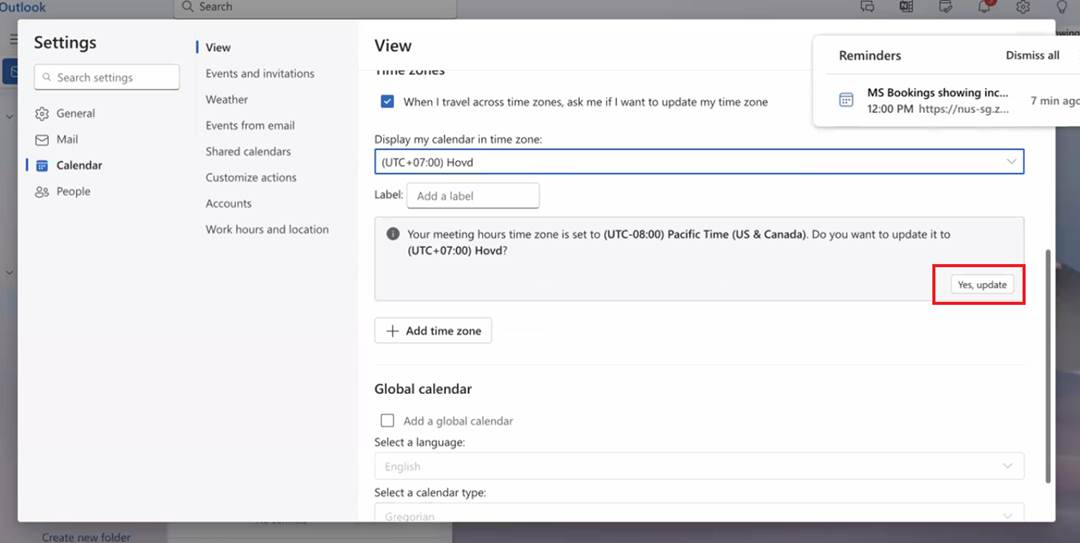 Outlook
Search
Settings
Search settings
General
Mail
Calendar
People
View
Events and invitations
Weather
Events from email
Shared calendars
Customize actions
Accounts
Work hours and location
View
Time zones
When I travel across time zones, ask me if I want to update my time zone
Display my calendar in time zone:
(UTC+07:00) Hovd
Label:
Add a label
Your meeting hours time zone is set to (UTC-08:00) Pacific Time (US & Canada). Do you want to update it to
(UTC+07:00) Hovd?
Yes, update
Add time zone
Global calendar
Add a global calendar
Select a language:
English
Select a calendar type:
Gregorian
Reminders
Dismiss all
MS Bookings showing inc...
12:00 PM https://nus-sg.z...
7 min ago
Create new folder